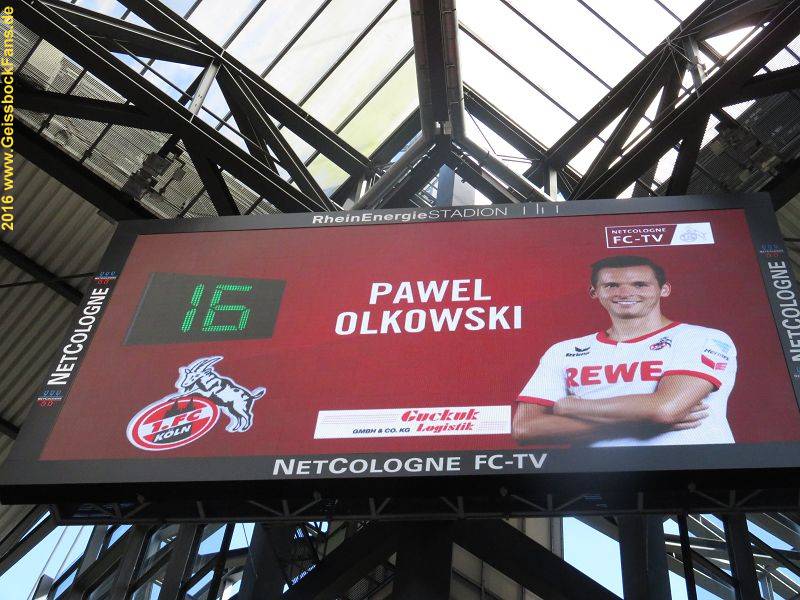 2016 www.GeissbockFans.de
RheinEnergieSTADION
NETCOLOGNE
FC-TV
NETCOLOGNE
NETCOLOGNE
16
PAWEL
OLKOWSKI
REWE
1. FC
KÖLN
Guckuk
GMBH & CO. KG Logistik
NETCOLOGNE FC-TV